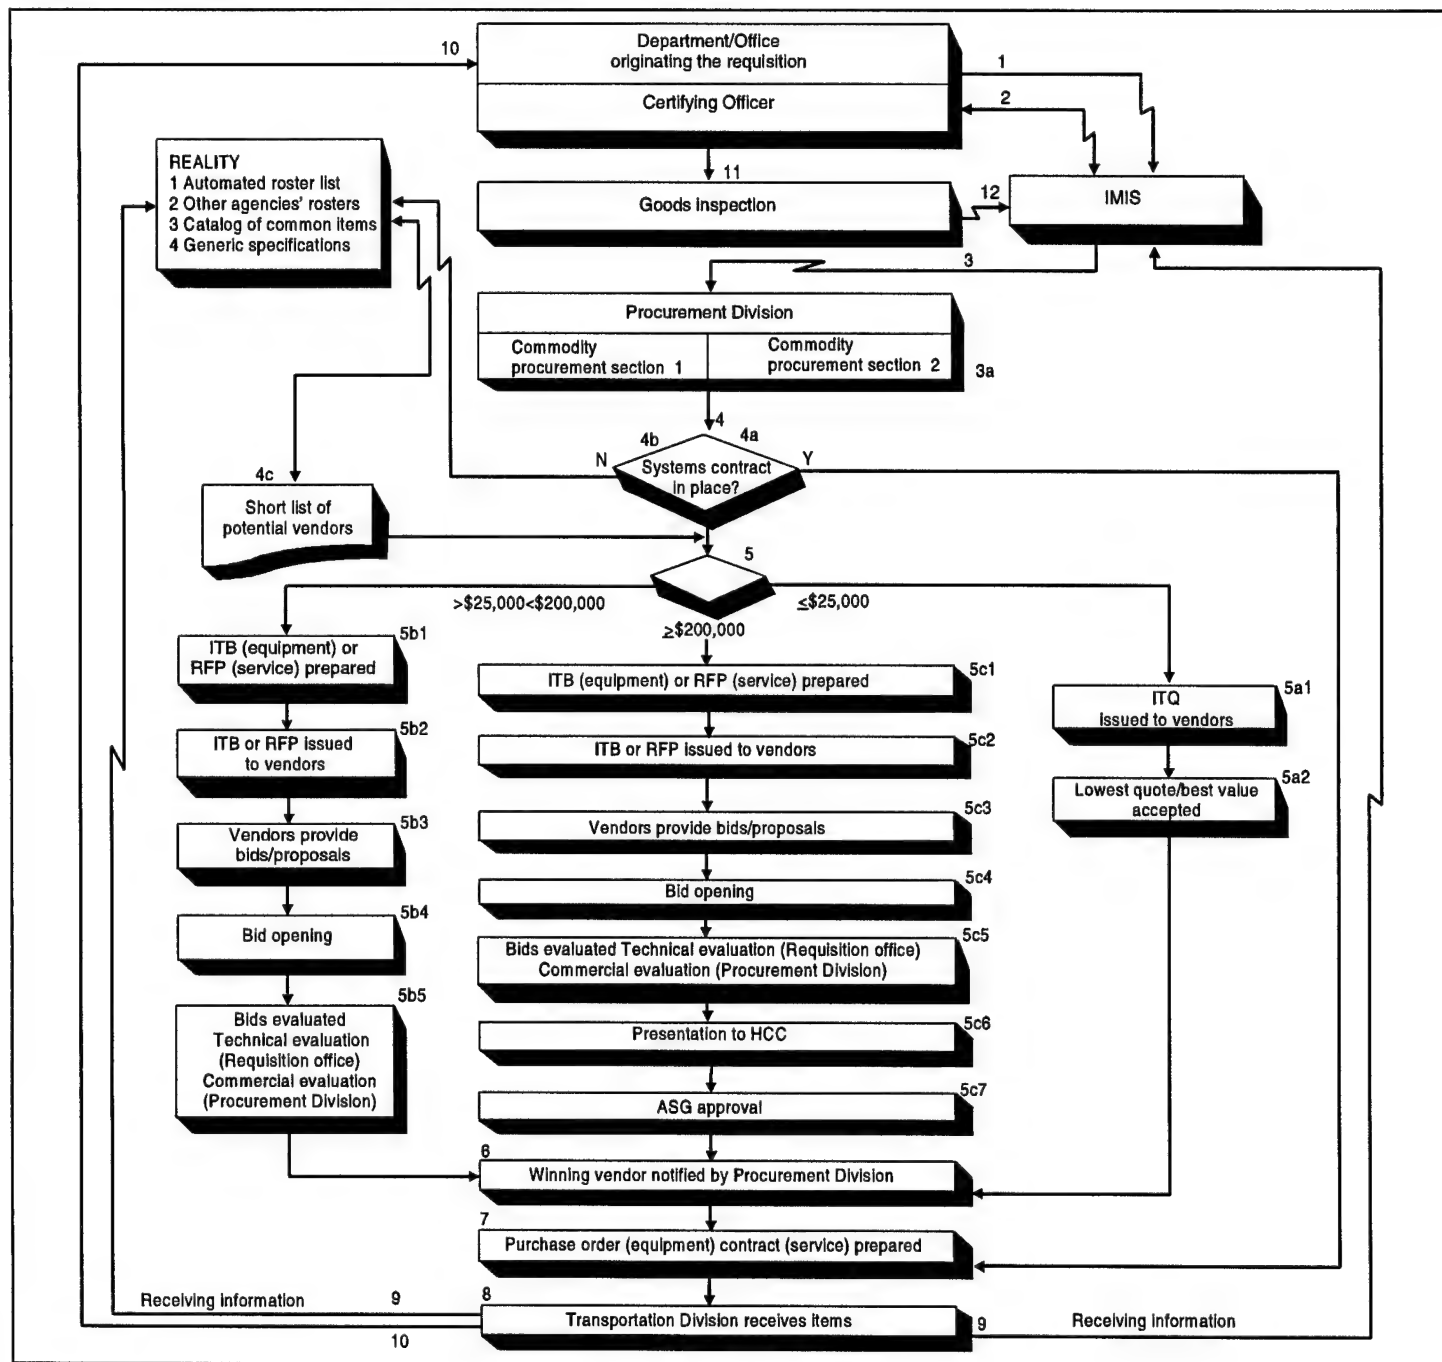 10
Department/Office
originating the requisition
Certifying Officer
1
2
REALITY
1 Automated roster list
2 Other agencies' rosters
3 Catalog of common items
4 Generic specifications
11
Goods inspection
12
IMIS
3
Procurement Division
Commodity
procurement section 1
Commodity
procurement section 2
3a
4
4b
4a
N
Systems contract
in place?
Y
4c
Short list of
potential vendors
5
>$25,000<$200,000
≥$200,000
≤$25,000
5b1
ITB (equipment) or
RFP (service) prepared
5b2
ITB or RFP issued
to vendors
5b3
Vendors provide
bids/proposals
5b4
Bid opening
5b5
Bids evaluated
Technical evaluation
(Requisition office)
Commercial evaluation
(Procurement Division)
5c1
ITB (equipment) or RFP (service) prepared
5c2
ITB or RFP issued to vendors
5c3
Vendors provide bids/proposals
5c4
Bid opening
5c5
Bids evaluated Technical evaluation (Requisition office)
Commercial evaluation (Procurement Division)
5c6
Presentation to HCC
5c7
ASG approval
5a1
ITQ
issued to vendors
5a2
Lowest quote/best value
accepted
6
Winning vendor notified by Procurement Division
7
Purchase order (equipment) contract (service) prepared
8
Transportation Division receives items
Receiving information 9
10
9 Receiving Information